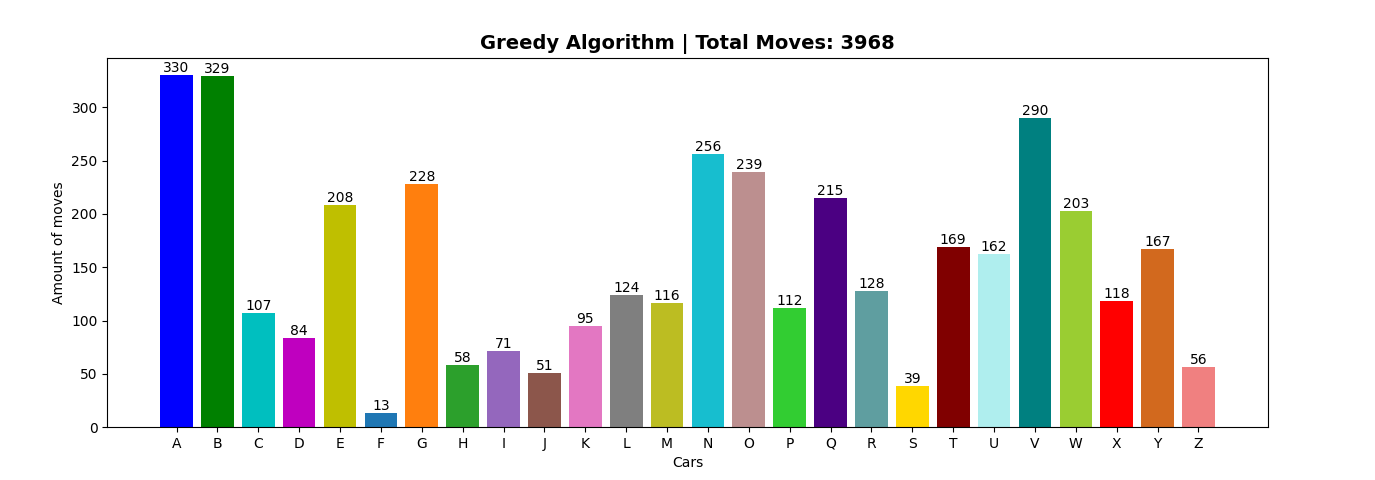 Greedy Algorithm | Total Moves: 3968
Amount of moves
300
250
200
150
100
50
0
330 329 107 84 208 13 228 58 71 51 95 124 116 256 239 112 215 128 39 169 162 290 203 118 167 56
A B C D E F G H I J K L M N O P Q R S T U V W X Y Z
Cars